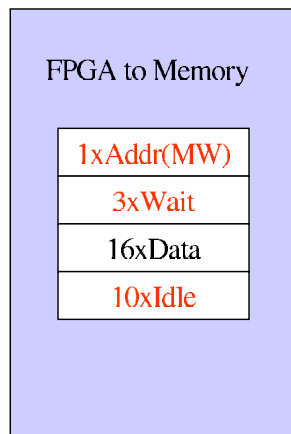 FPGA to Memory
1xAddr(MW)
3xWait
16xData
10xIdle